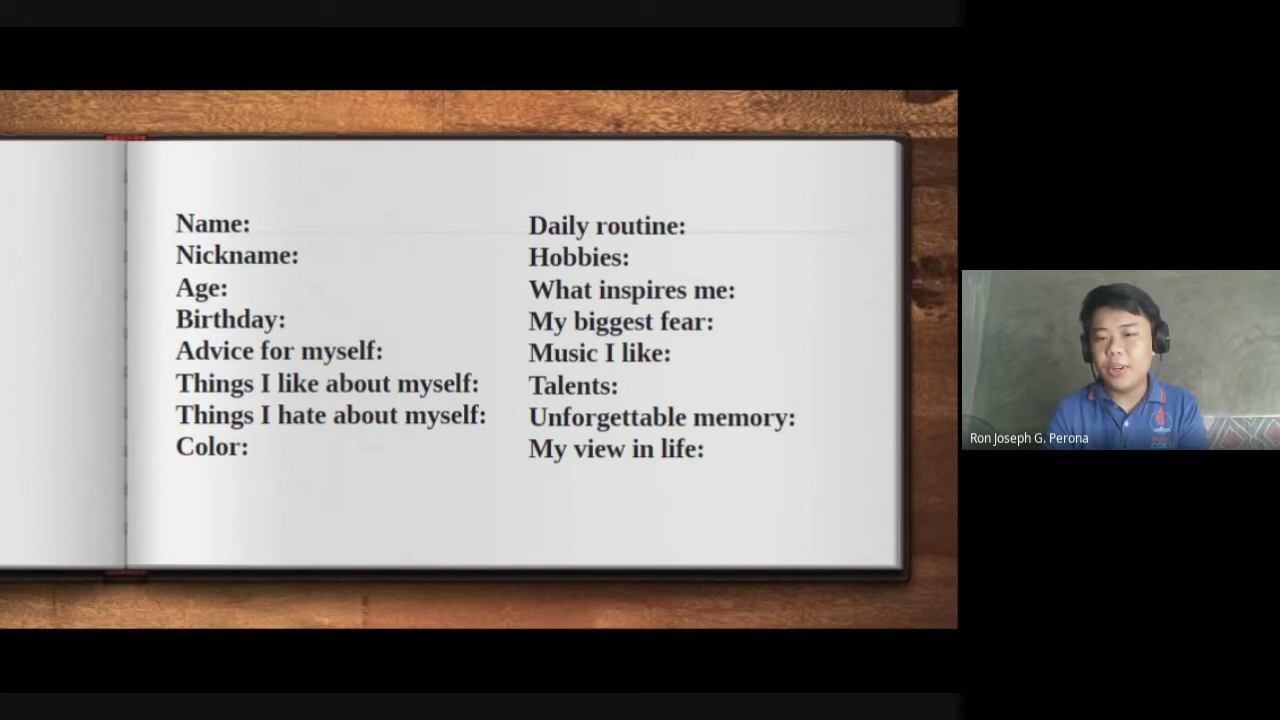 Name:
Nickname:
Age:
Birthday:
Advice for myself:
Things I like about myself:
Things I hate about myself:
Color:
Daily routine:
Hobbies:
What inspires me:
My biggest fear:
Music I like:
Talents:
Unforgettable memory:
My view in life:
Ron Joseph G. Perona